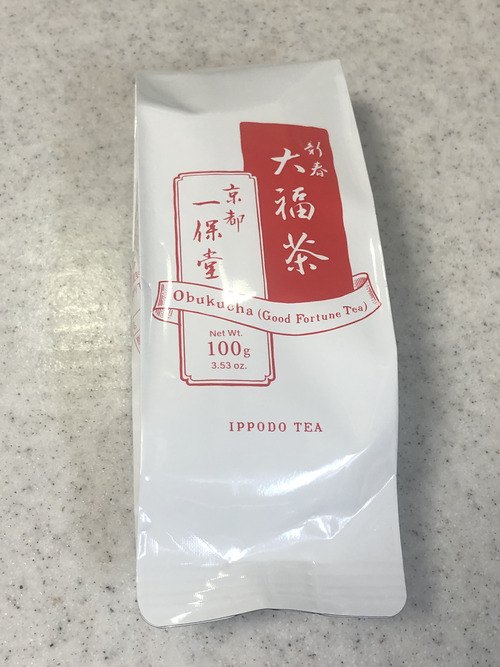 新春
大福茶
京都
一保堂
Obukucha (Good Fortune Tea)
Net Wt.
100g
3.53 oz.
IPPODO TEA